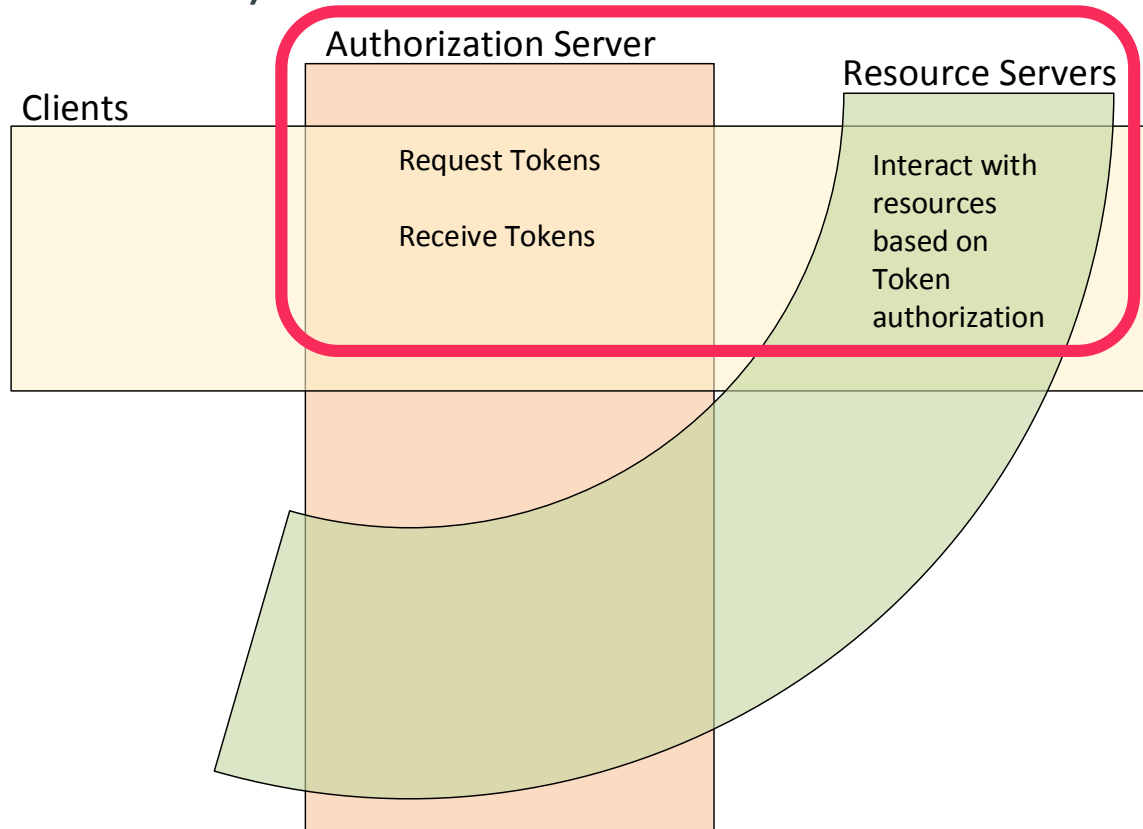 Authorization Server
Resource Servers
Clients
Request Tokens
Receive Tokens
Interact with
resources
based on
Token
authorization